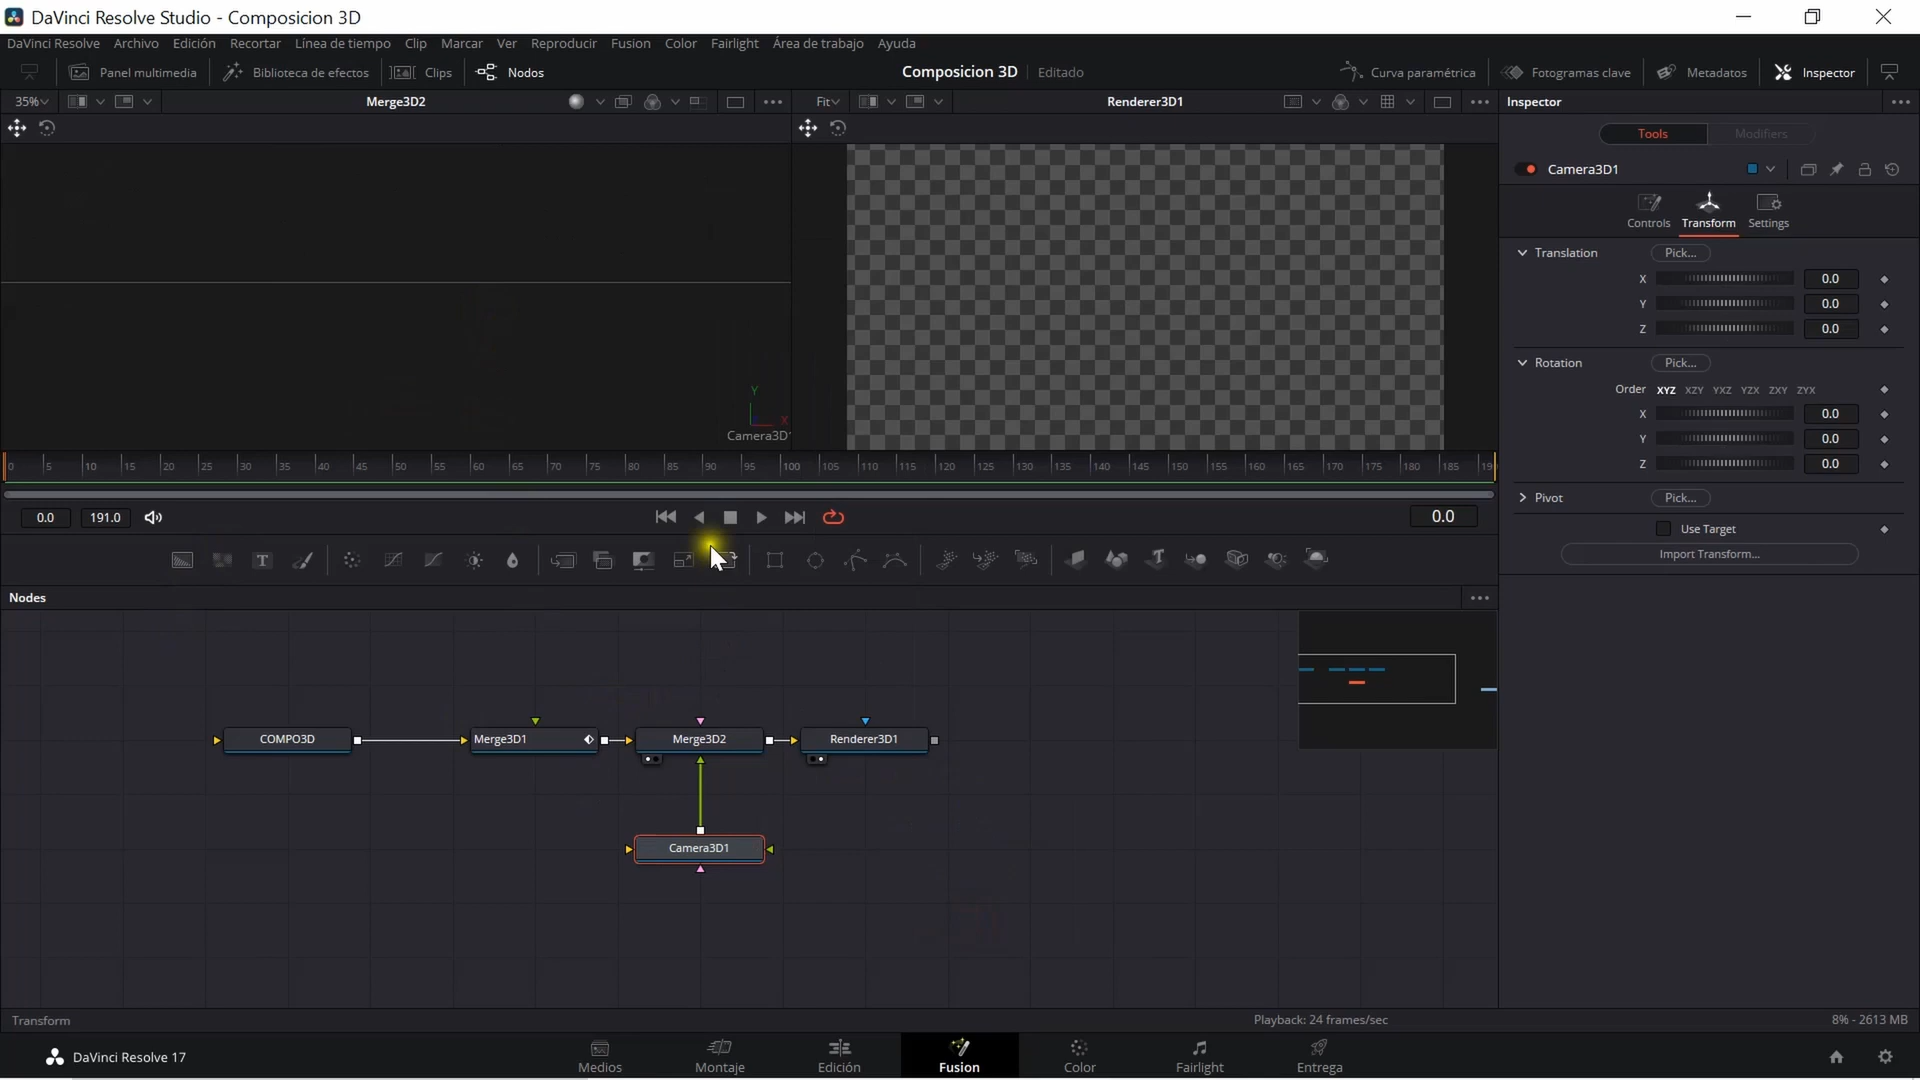 DaVinci Resolve Studio - Composicion 3D
DaVinci Resolve Archivo Edición Recortar Línea de tiempo Clip Marcar Ver Reproducir Fusion Color Fairlight Área de trabajo Ayuda
Panel multimedia Biblioteca de efectos Clips Nodos Composicion 3D Editado Curva paramétrica Fotogramas clave Metadatos Inspector
35% Merge3D2 Fit Renderer3D1 Inspector
Tools Modifiers
Camera3D1
Controls Transform Settings
Translation Pick...
X 0.0
Y 0.0
Z 0.0
Rotation Pick...
Order XYZ XZY YXZ YZX ZXY ZYX
X 0.0
Y 0.0
Z 0.0
Pivot Pick...
Use Target
Import Transform...
Y
X
Camera3D1
0 5 10 15 20 25 30 35 40 45 50 55 60 65 70 75 80 85 90 95 100 105 110 115 120 125 130 135 140 145 150 155 160 165 170 175 180 185 190
0.0 191.0 0.0
Nodes
COMPO3D Merge3D1 Merge3D2 Renderer3D1
Camera3D1
Transform Playback: 24 frames/sec 8% - 2613 MB
DaVinci Resolve 17 Medios Montaje Edición Fusion Color Fairlight Entrega